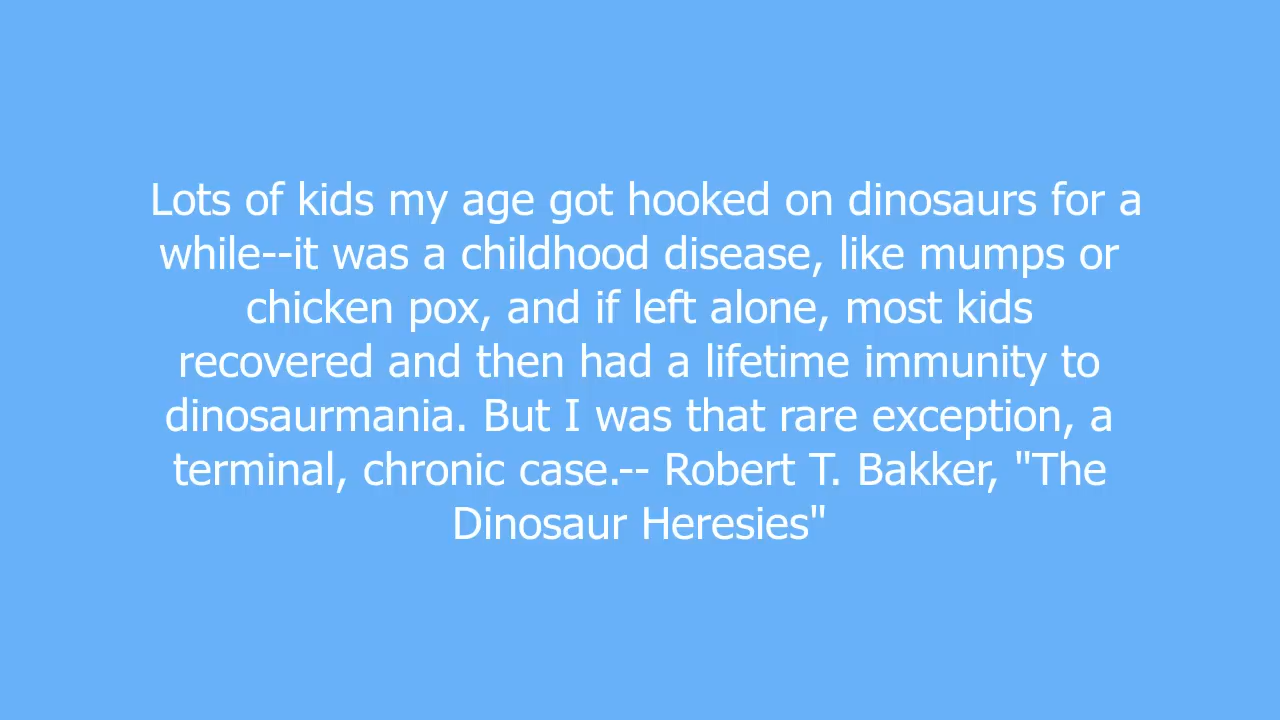 Lots of kids my age got hooked on dinosaurs for a
while--it was a childhood disease, like mumps or
chicken pox, and if left alone, most kids
recovered and then had a lifetime immunity to
dinosaurmania. But I was that rare exception, a
terminal, chronic case.-- Robert T. Bakker, "The
Dinosaur Heresies"